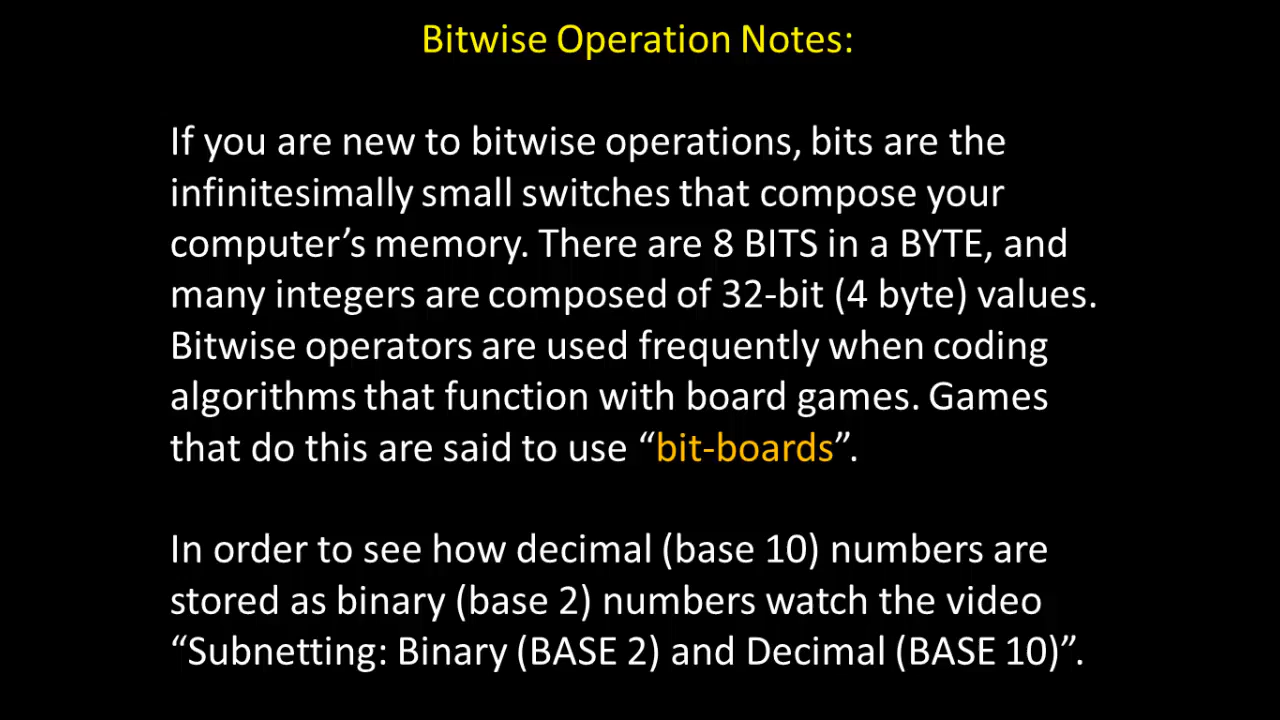 Bitwise Operation Notes:
If you are new to bitwise operations, bits are the
infinitesimally small switches that compose your
computer’s memory. There are 8 BITS in a BYTE, and
many integers are composed of 32-bit (4 byte) values.
Bitwise operators are used frequently when coding
algorithms that function with board games. Games
that do this are said to use “bit-boards”.
In order to see how decimal (base 10) numbers are
stored as binary (base 2) numbers watch the video
“Subnetting: Binary (BASE 2) and Decimal (BASE 10)”.